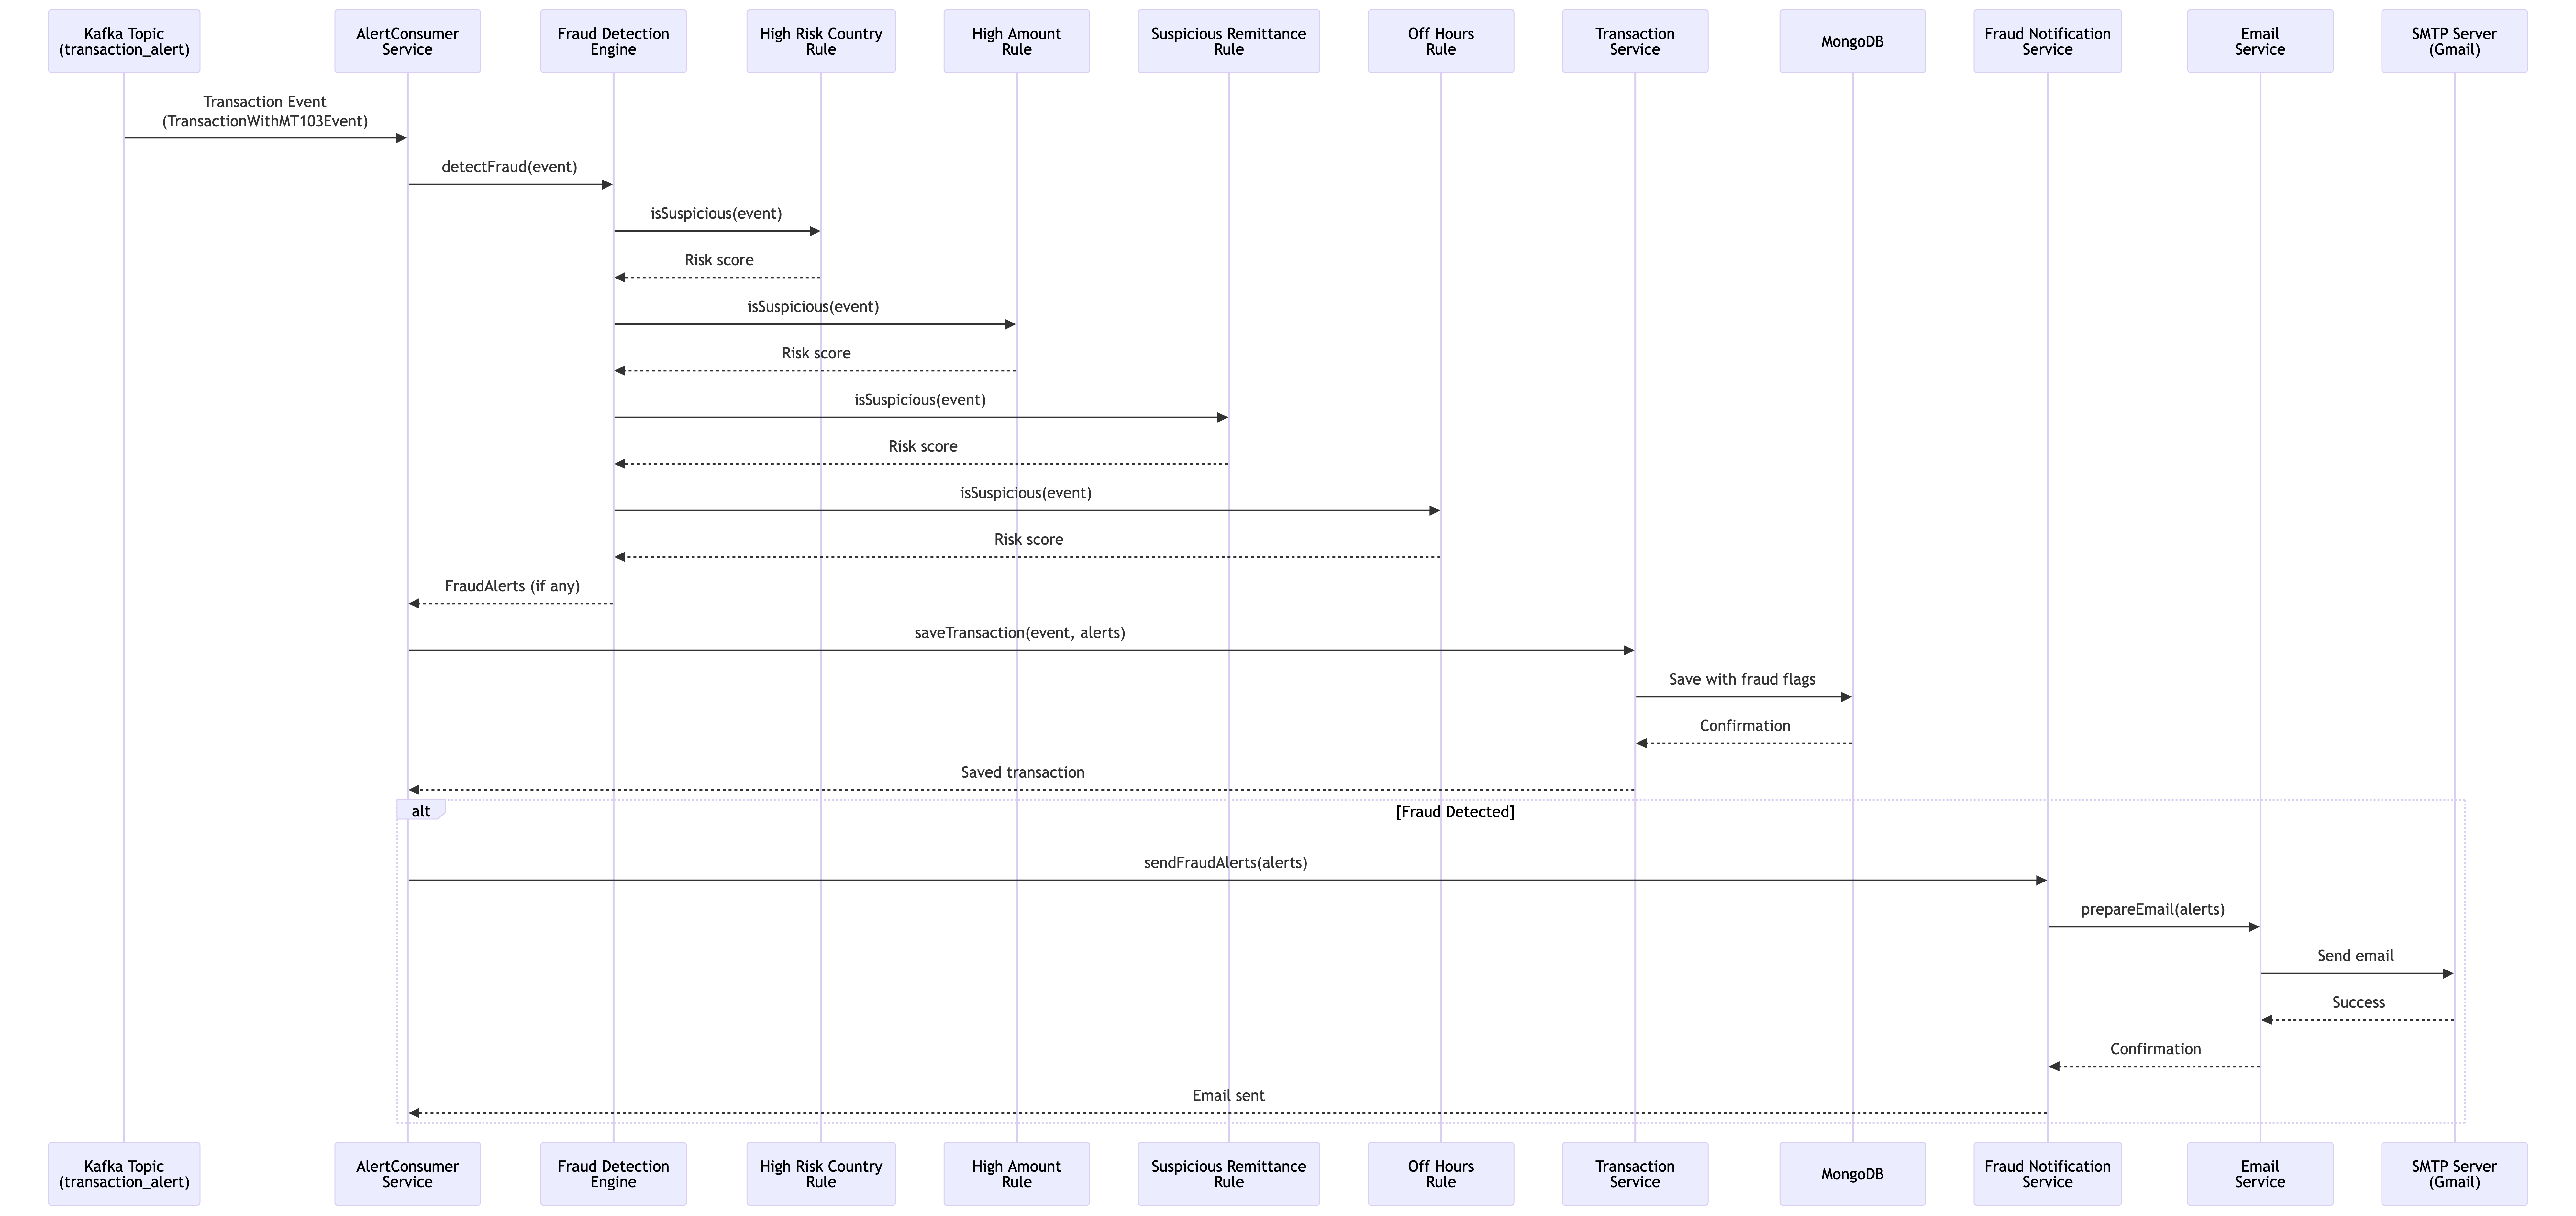 Kafka Topic
(transaction_alert)
AlertConsumer
Service
Fraud Detection
Engine
High Risk Country
Rule
High Amount
Rule
Suspicious Remittance
Rule
Off Hours
Rule
Transaction
Service
MongoDB
Fraud Notification
Service
Email
Service
SMTP Server
(Gmail)
Transaction Event
(TransactionWithMT103Event)
detectFraud(event)
isSuspicious(event)
Risk score
isSuspicious(event)
Risk score
isSuspicious(event)
Risk score
isSuspicious(event)
Risk score
FraudAlerts (if any)
saveTransaction(event, alerts)
Save with fraud flags
Confirmation
Saved transaction
alt
[Fraud Detected]
sendFraudAlerts(alerts)
prepareEmail(alerts)
Send email
Success
Confirmation
Email sent
Kafka Topic
(transaction_alert)
AlertConsumer
Service
Fraud Detection
Engine
High Risk Country
Rule
High Amount
Rule
Suspicious Remittance
Rule
Off Hours
Rule
Transaction
Service
MongoDB
Fraud Notification
Service
Email
Service
SMTP Server
(Gmail)